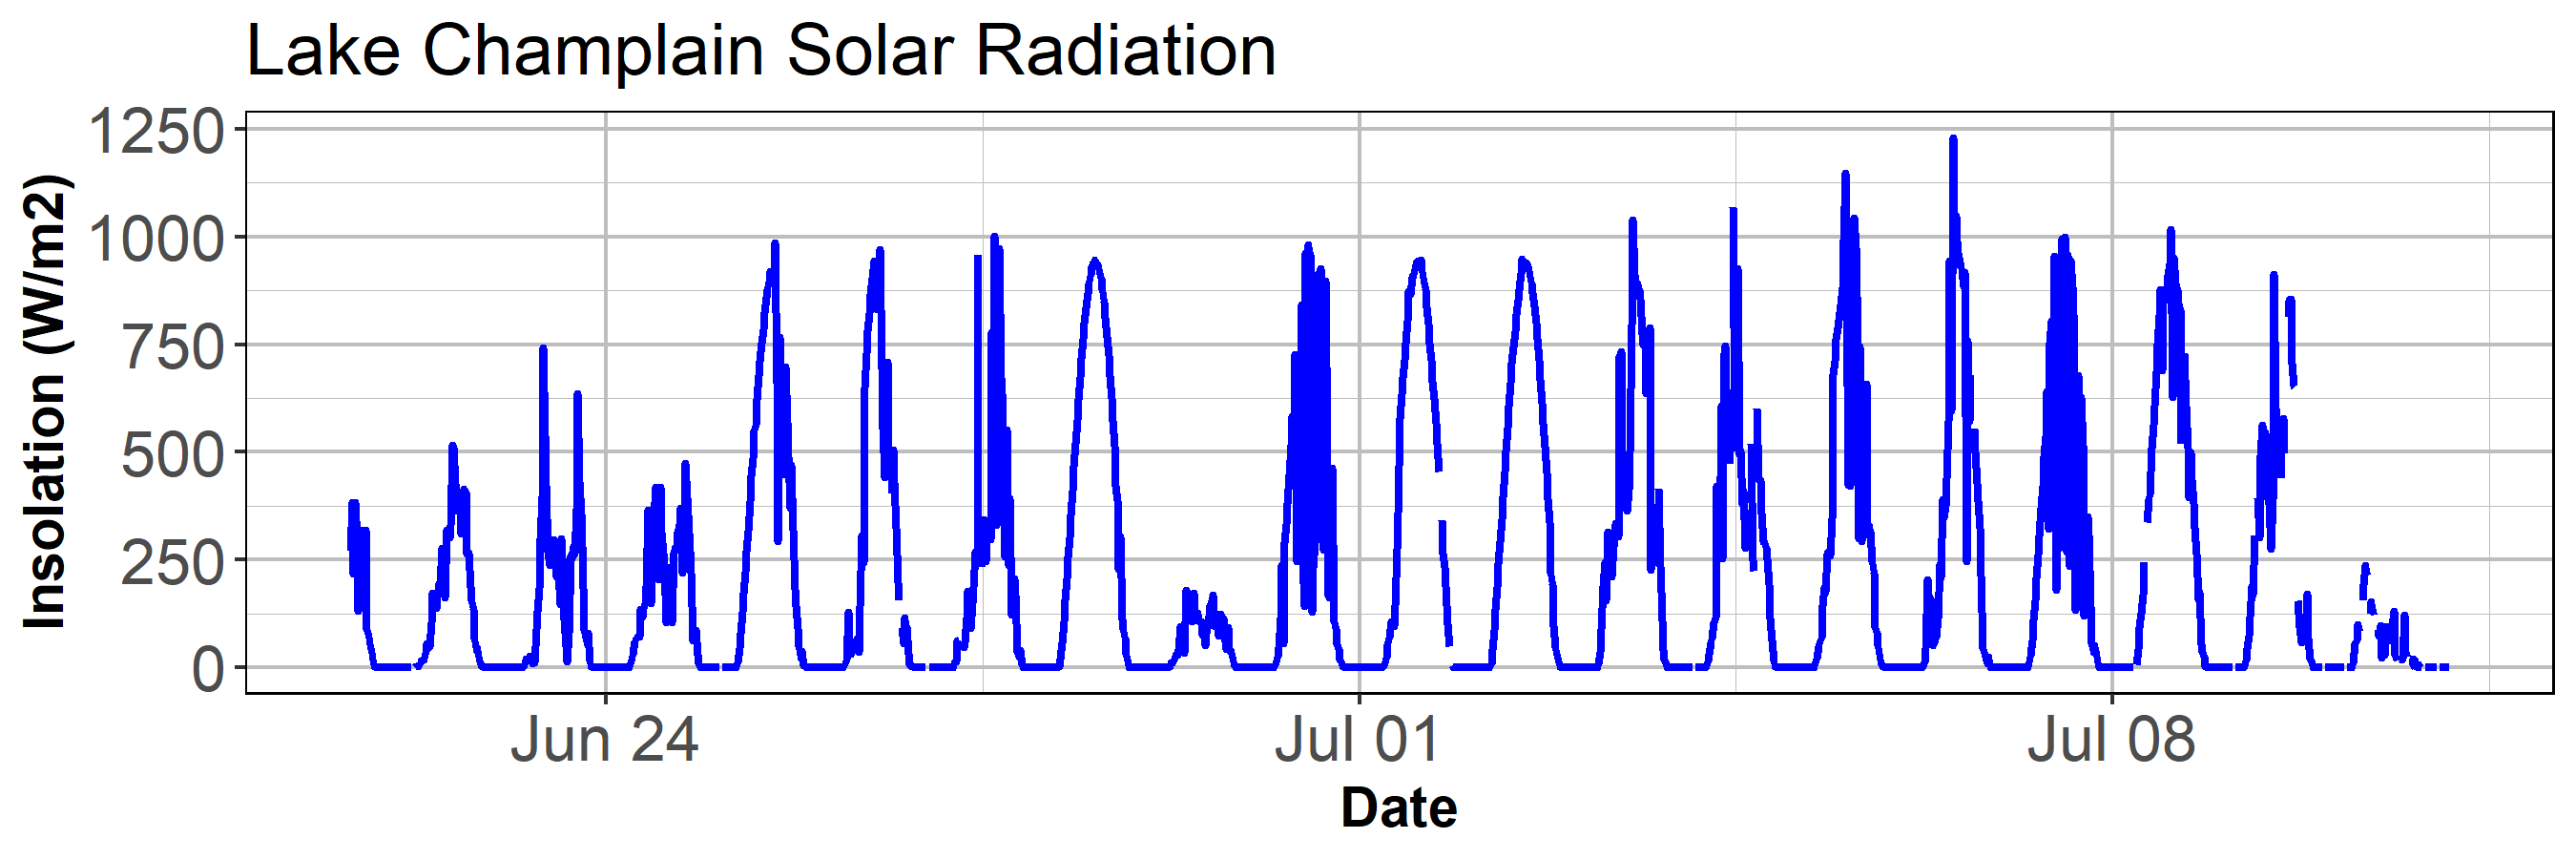 Lake Champlain Solar Radiation
1250
1000
750
500
250
0
Insolation (W/m2)
Jun 24
Jul 01
Jul 08
Date